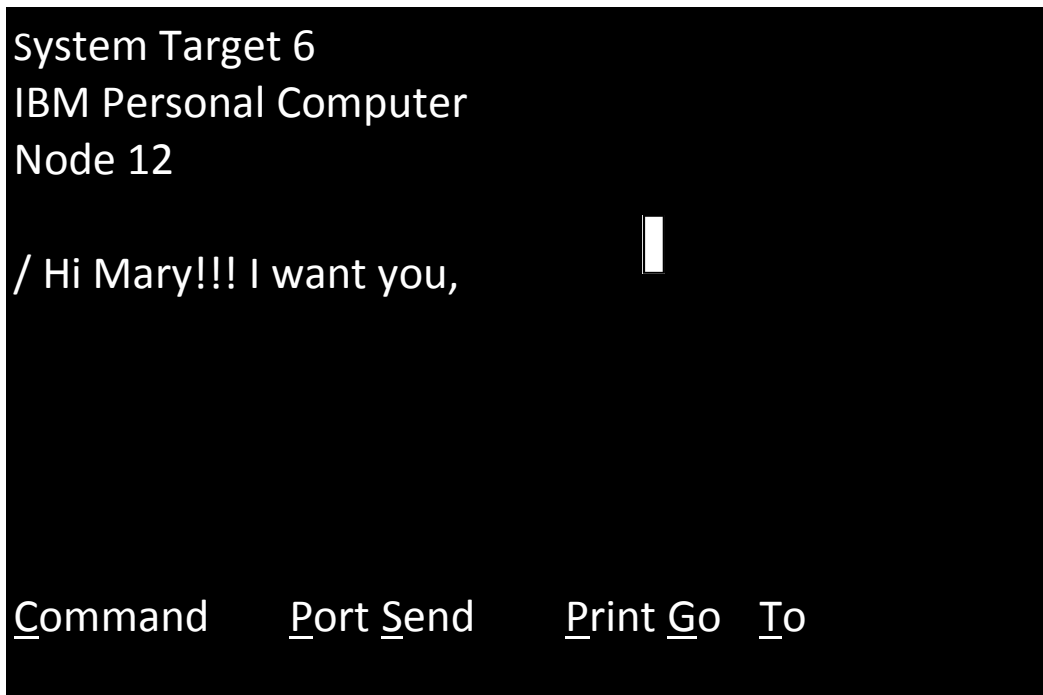 System Target 6
IBM Personal Computer
Node 12
/ Hi Mary!!! I want you,
Command Port Send Print Go To